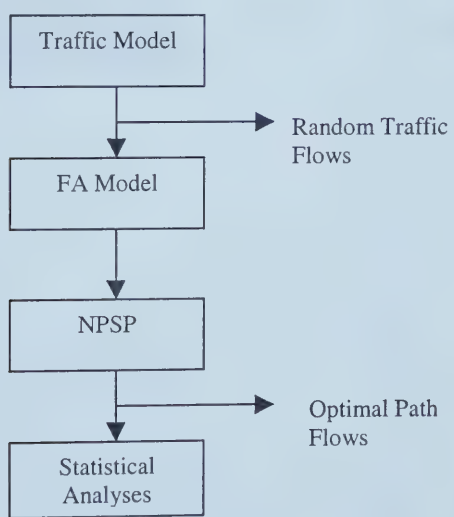 Traffic Model
Random Traffic
Flows
FA Model
NPSP
Optimal Path
Flows
Statistical
Analyses